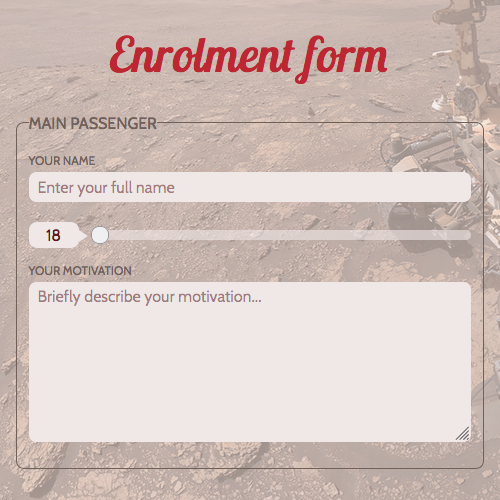 Enrolment form
MAIN PASSENGER
YOUR NAME
Enter your full name
18
YOUR MOTIVATION
Briefly describe your motivation...